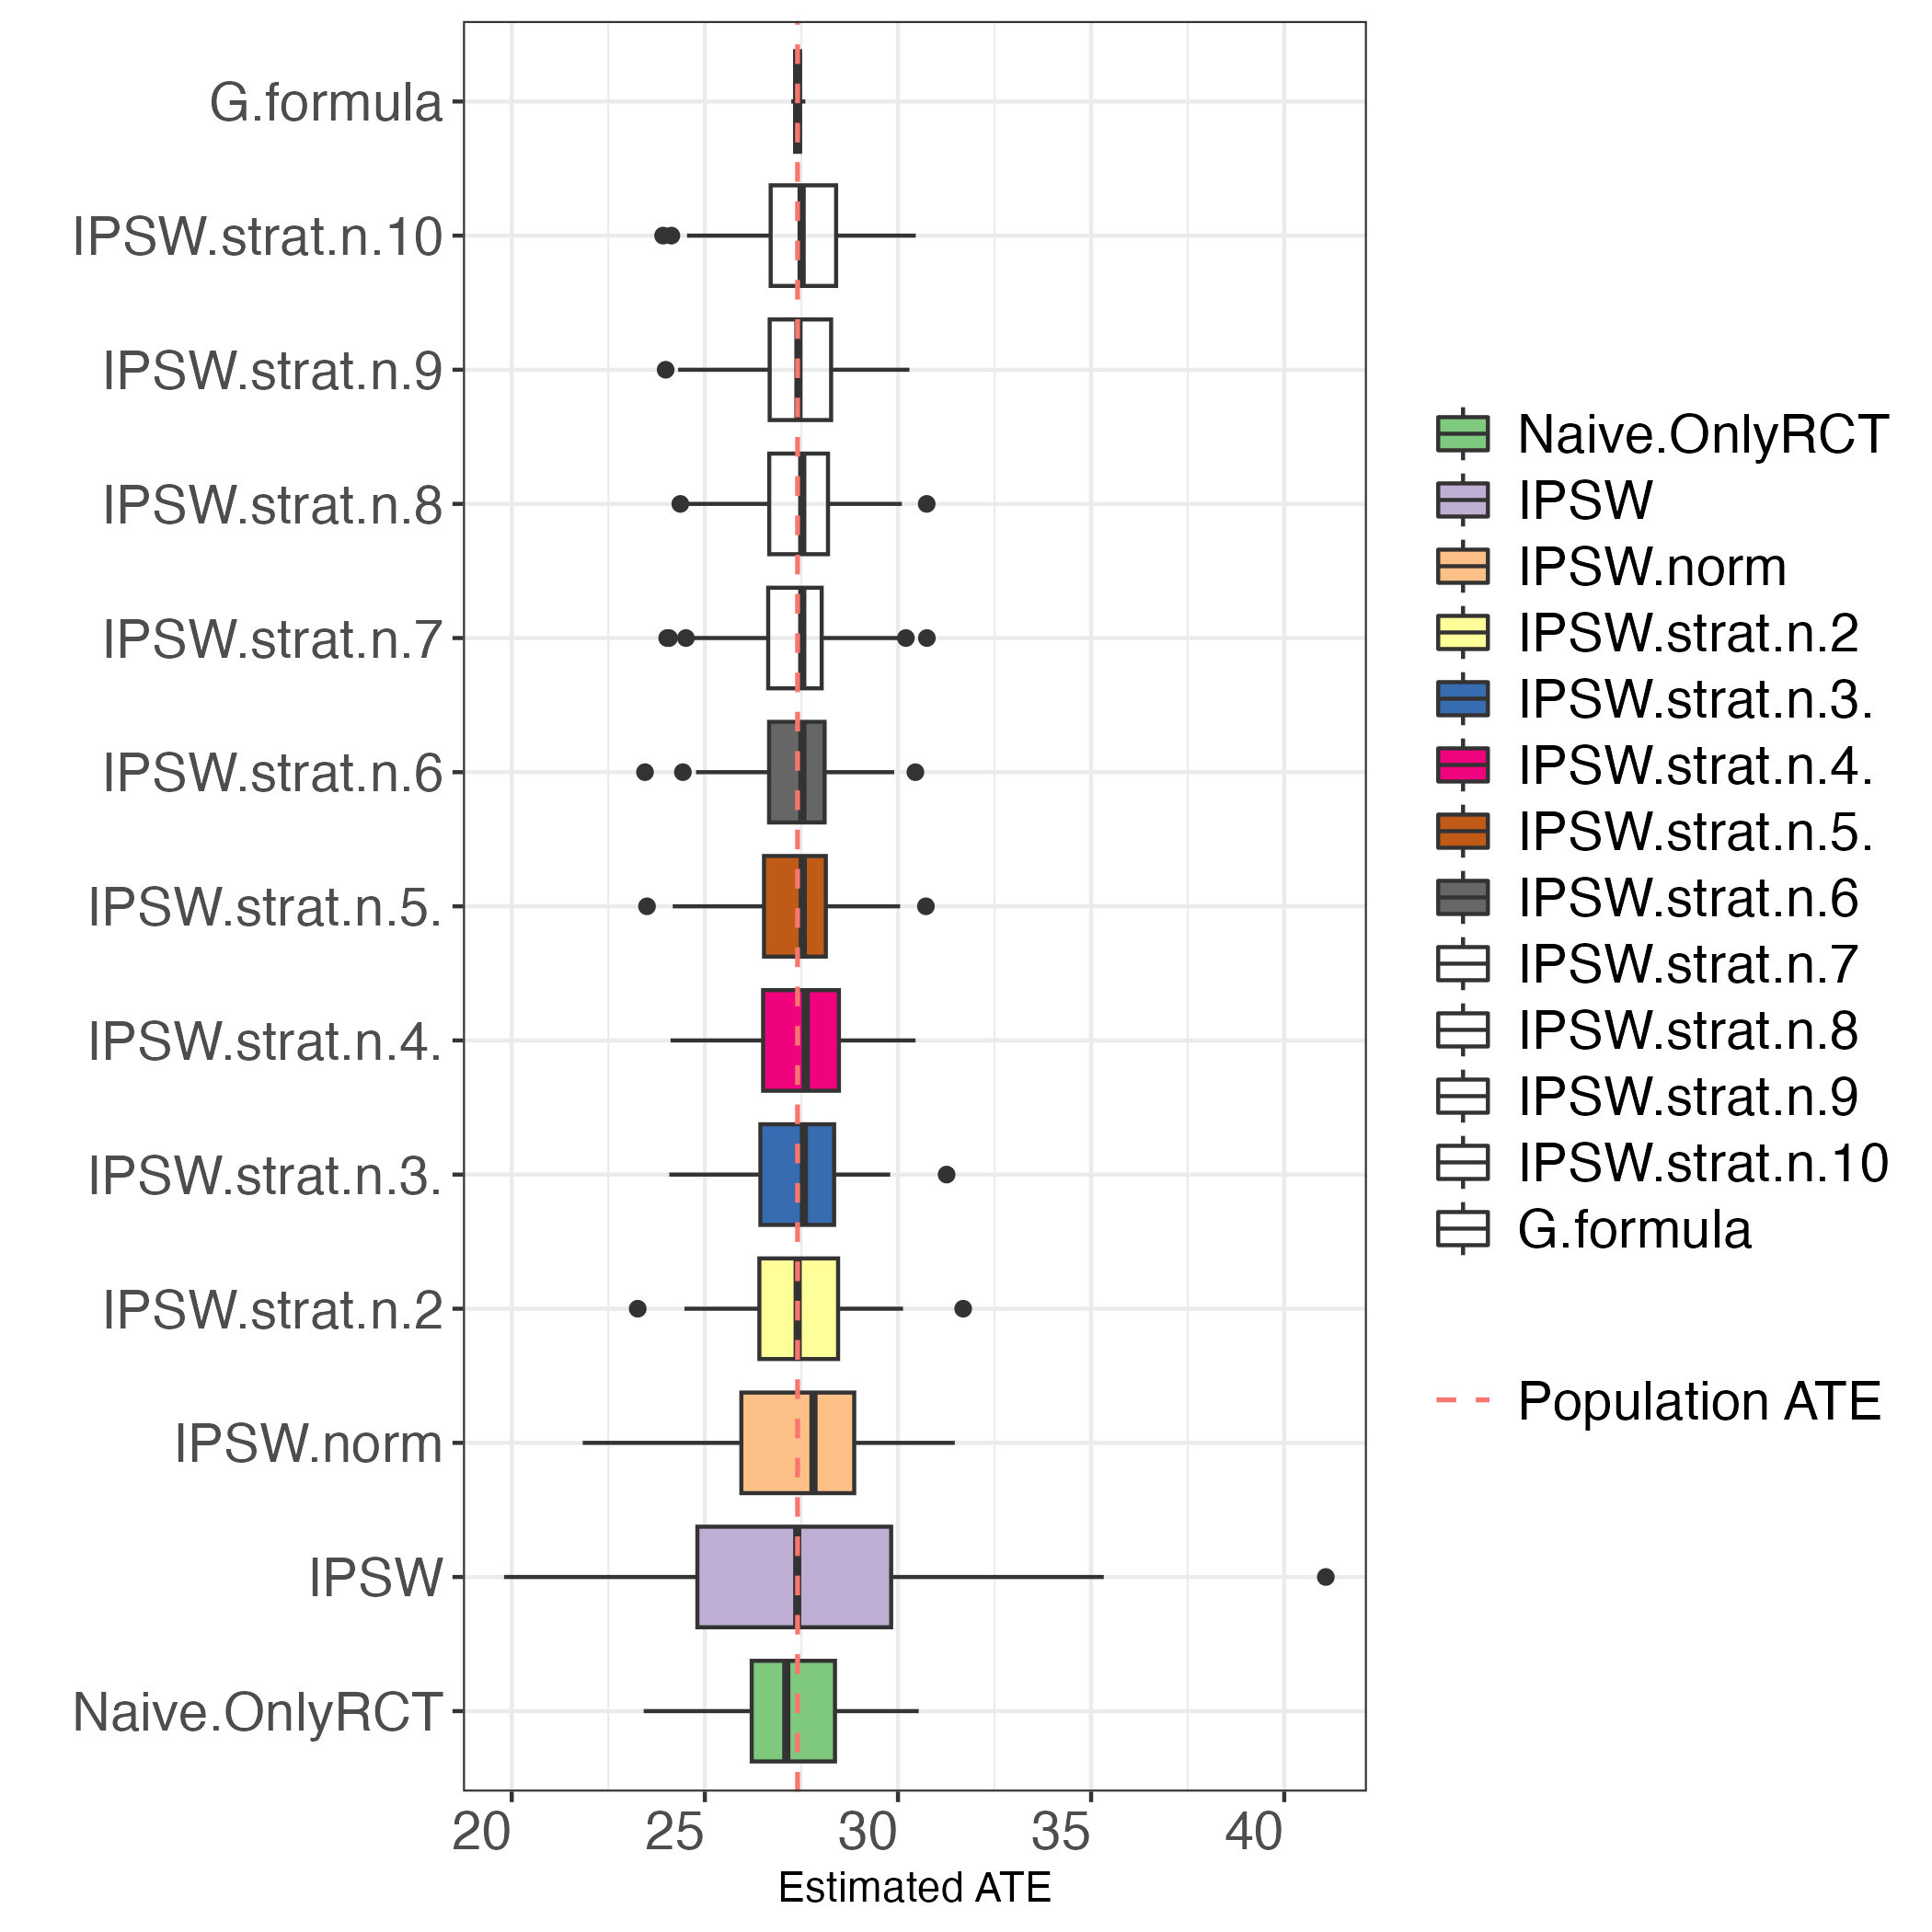 G.formula
IPSW.strat.n.10
IPSW.strat.n.9
IPSW.strat.n.8
IPSW.strat.n.7
IPSW.strat.n.6
IPSW.strat.n.5.
IPSW.strat.n.4.
IPSW.strat.n.3.
IPSW.strat.n.2
IPSW.norm
IPSW
Naive.OnlyRCT
20 25 30 35 40
Estimated ATE
Naive.OnlyRCT
IPSW
IPSW.norm
IPSW.strat.n.2
IPSW.strat.n.3.
IPSW.strat.n.4.
IPSW.strat.n.5.
IPSW.strat.n.6
IPSW.strat.n.7
IPSW.strat.n.8
IPSW.strat.n.9
IPSW.strat.n.10
G.formula
Population ATE